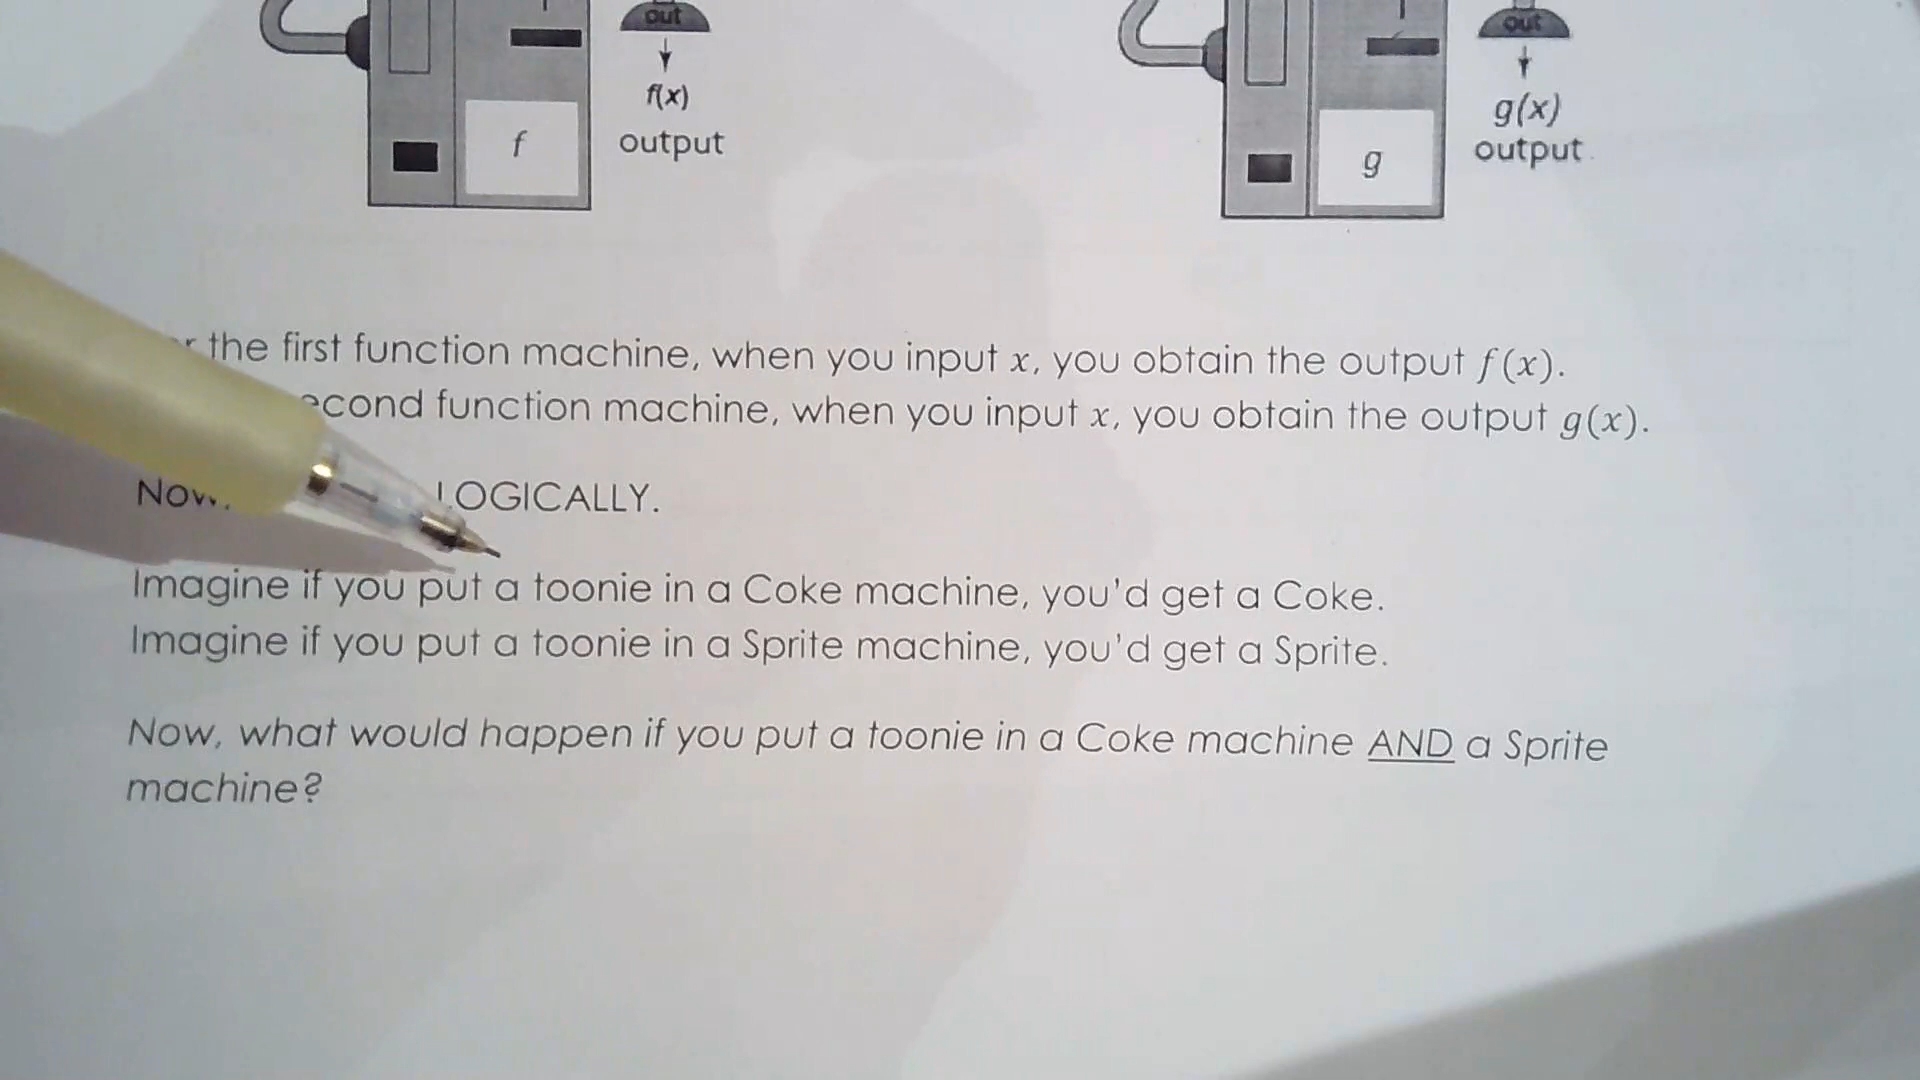 out out
f(x) g(x)
output output
f g
the first function machine, when you input x, you obtain the output f(x).
second function machine, when you input x, you obtain the output g(x).
Now, LOGICALLY.
Imagine if you put a toonie in a Coke machine, you'd get a Coke.
Imagine if you put a toonie in a Sprite machine, you'd get a Sprite.
Now, what would happen if you put a toonie in a Coke machine AND a Sprite
machine?